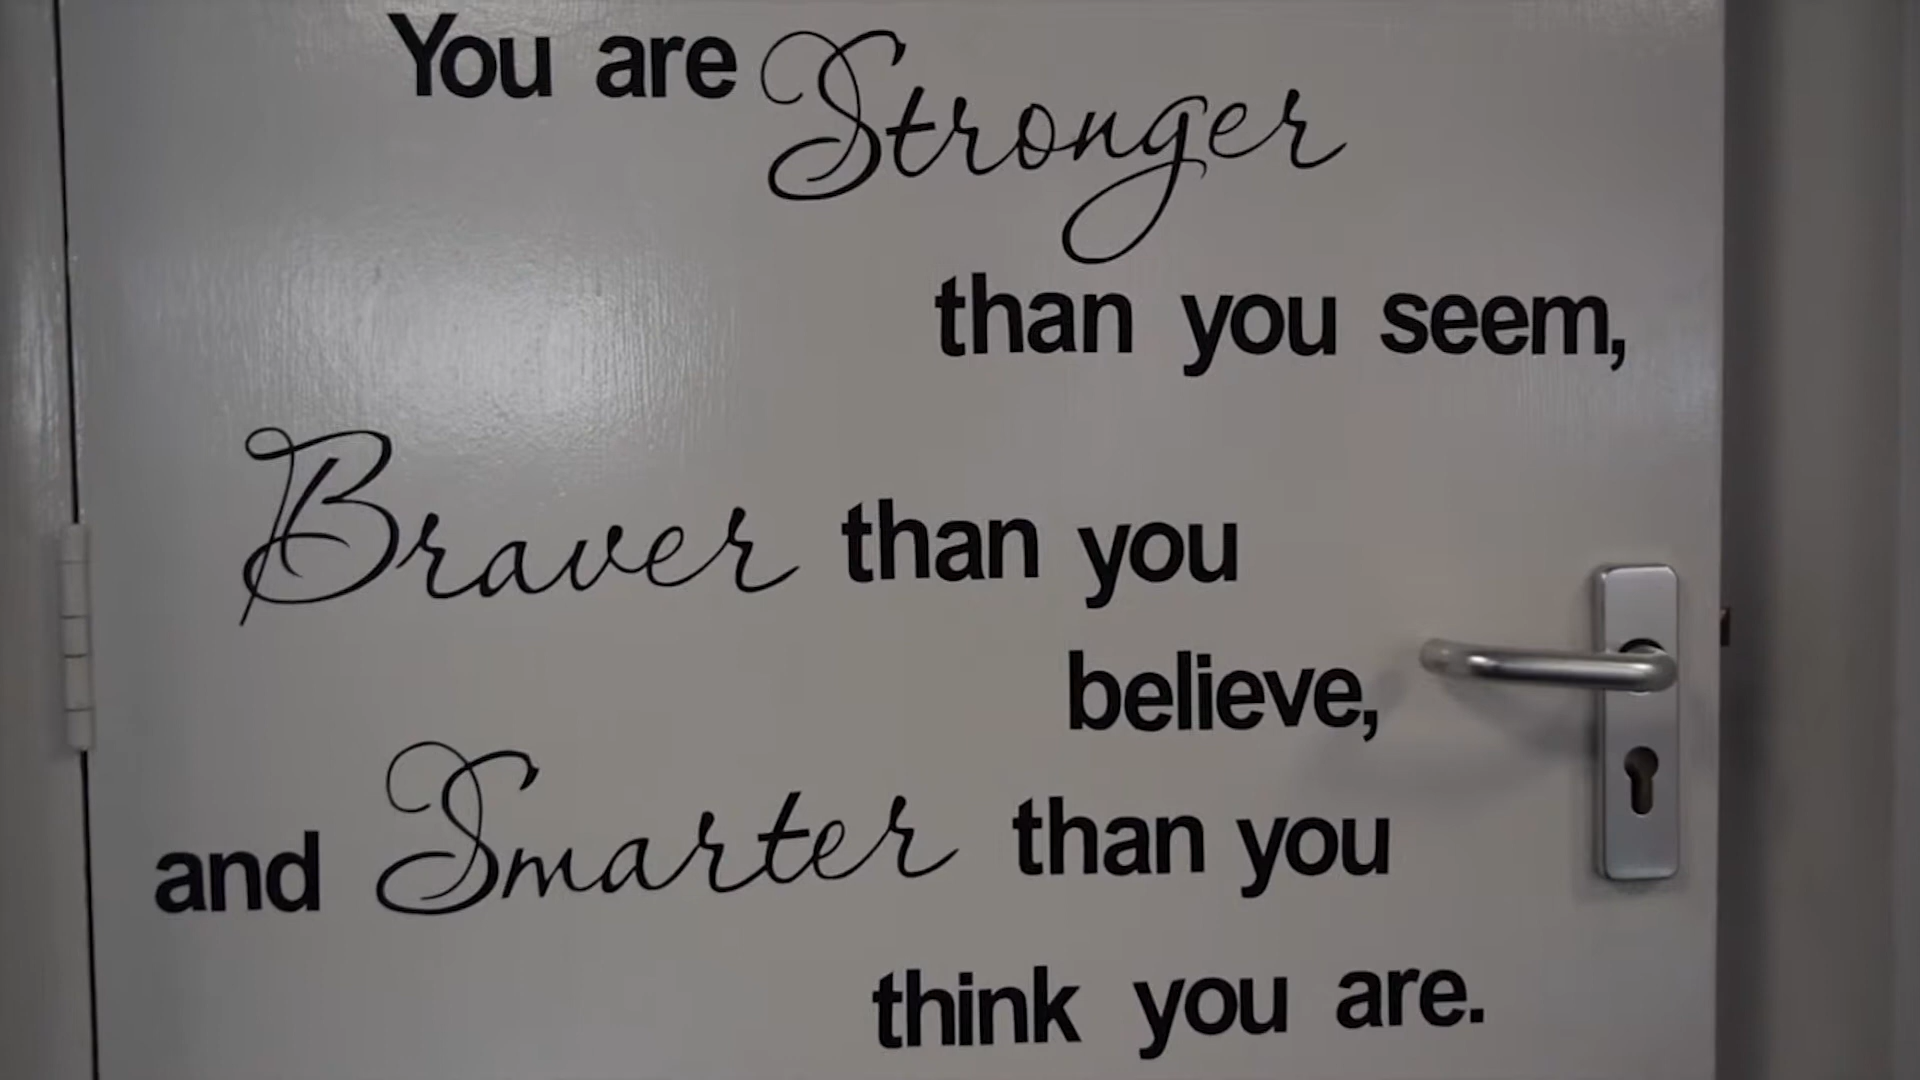 You are Stronger
than you seem,
Braver than you
believe,
and Smarter than you
think you are.